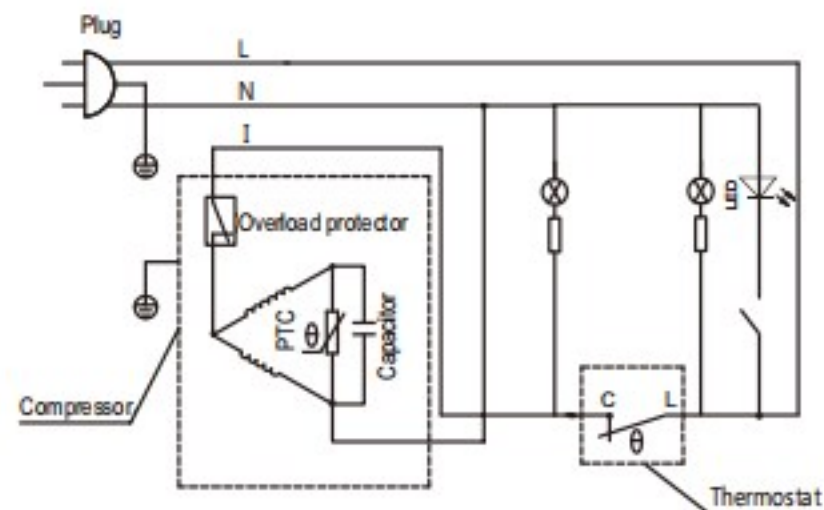 Plug
L
N
I
Overload protector
LED
PTC
θ
Capacitor
Compressor
C
L
θ
Thermostat